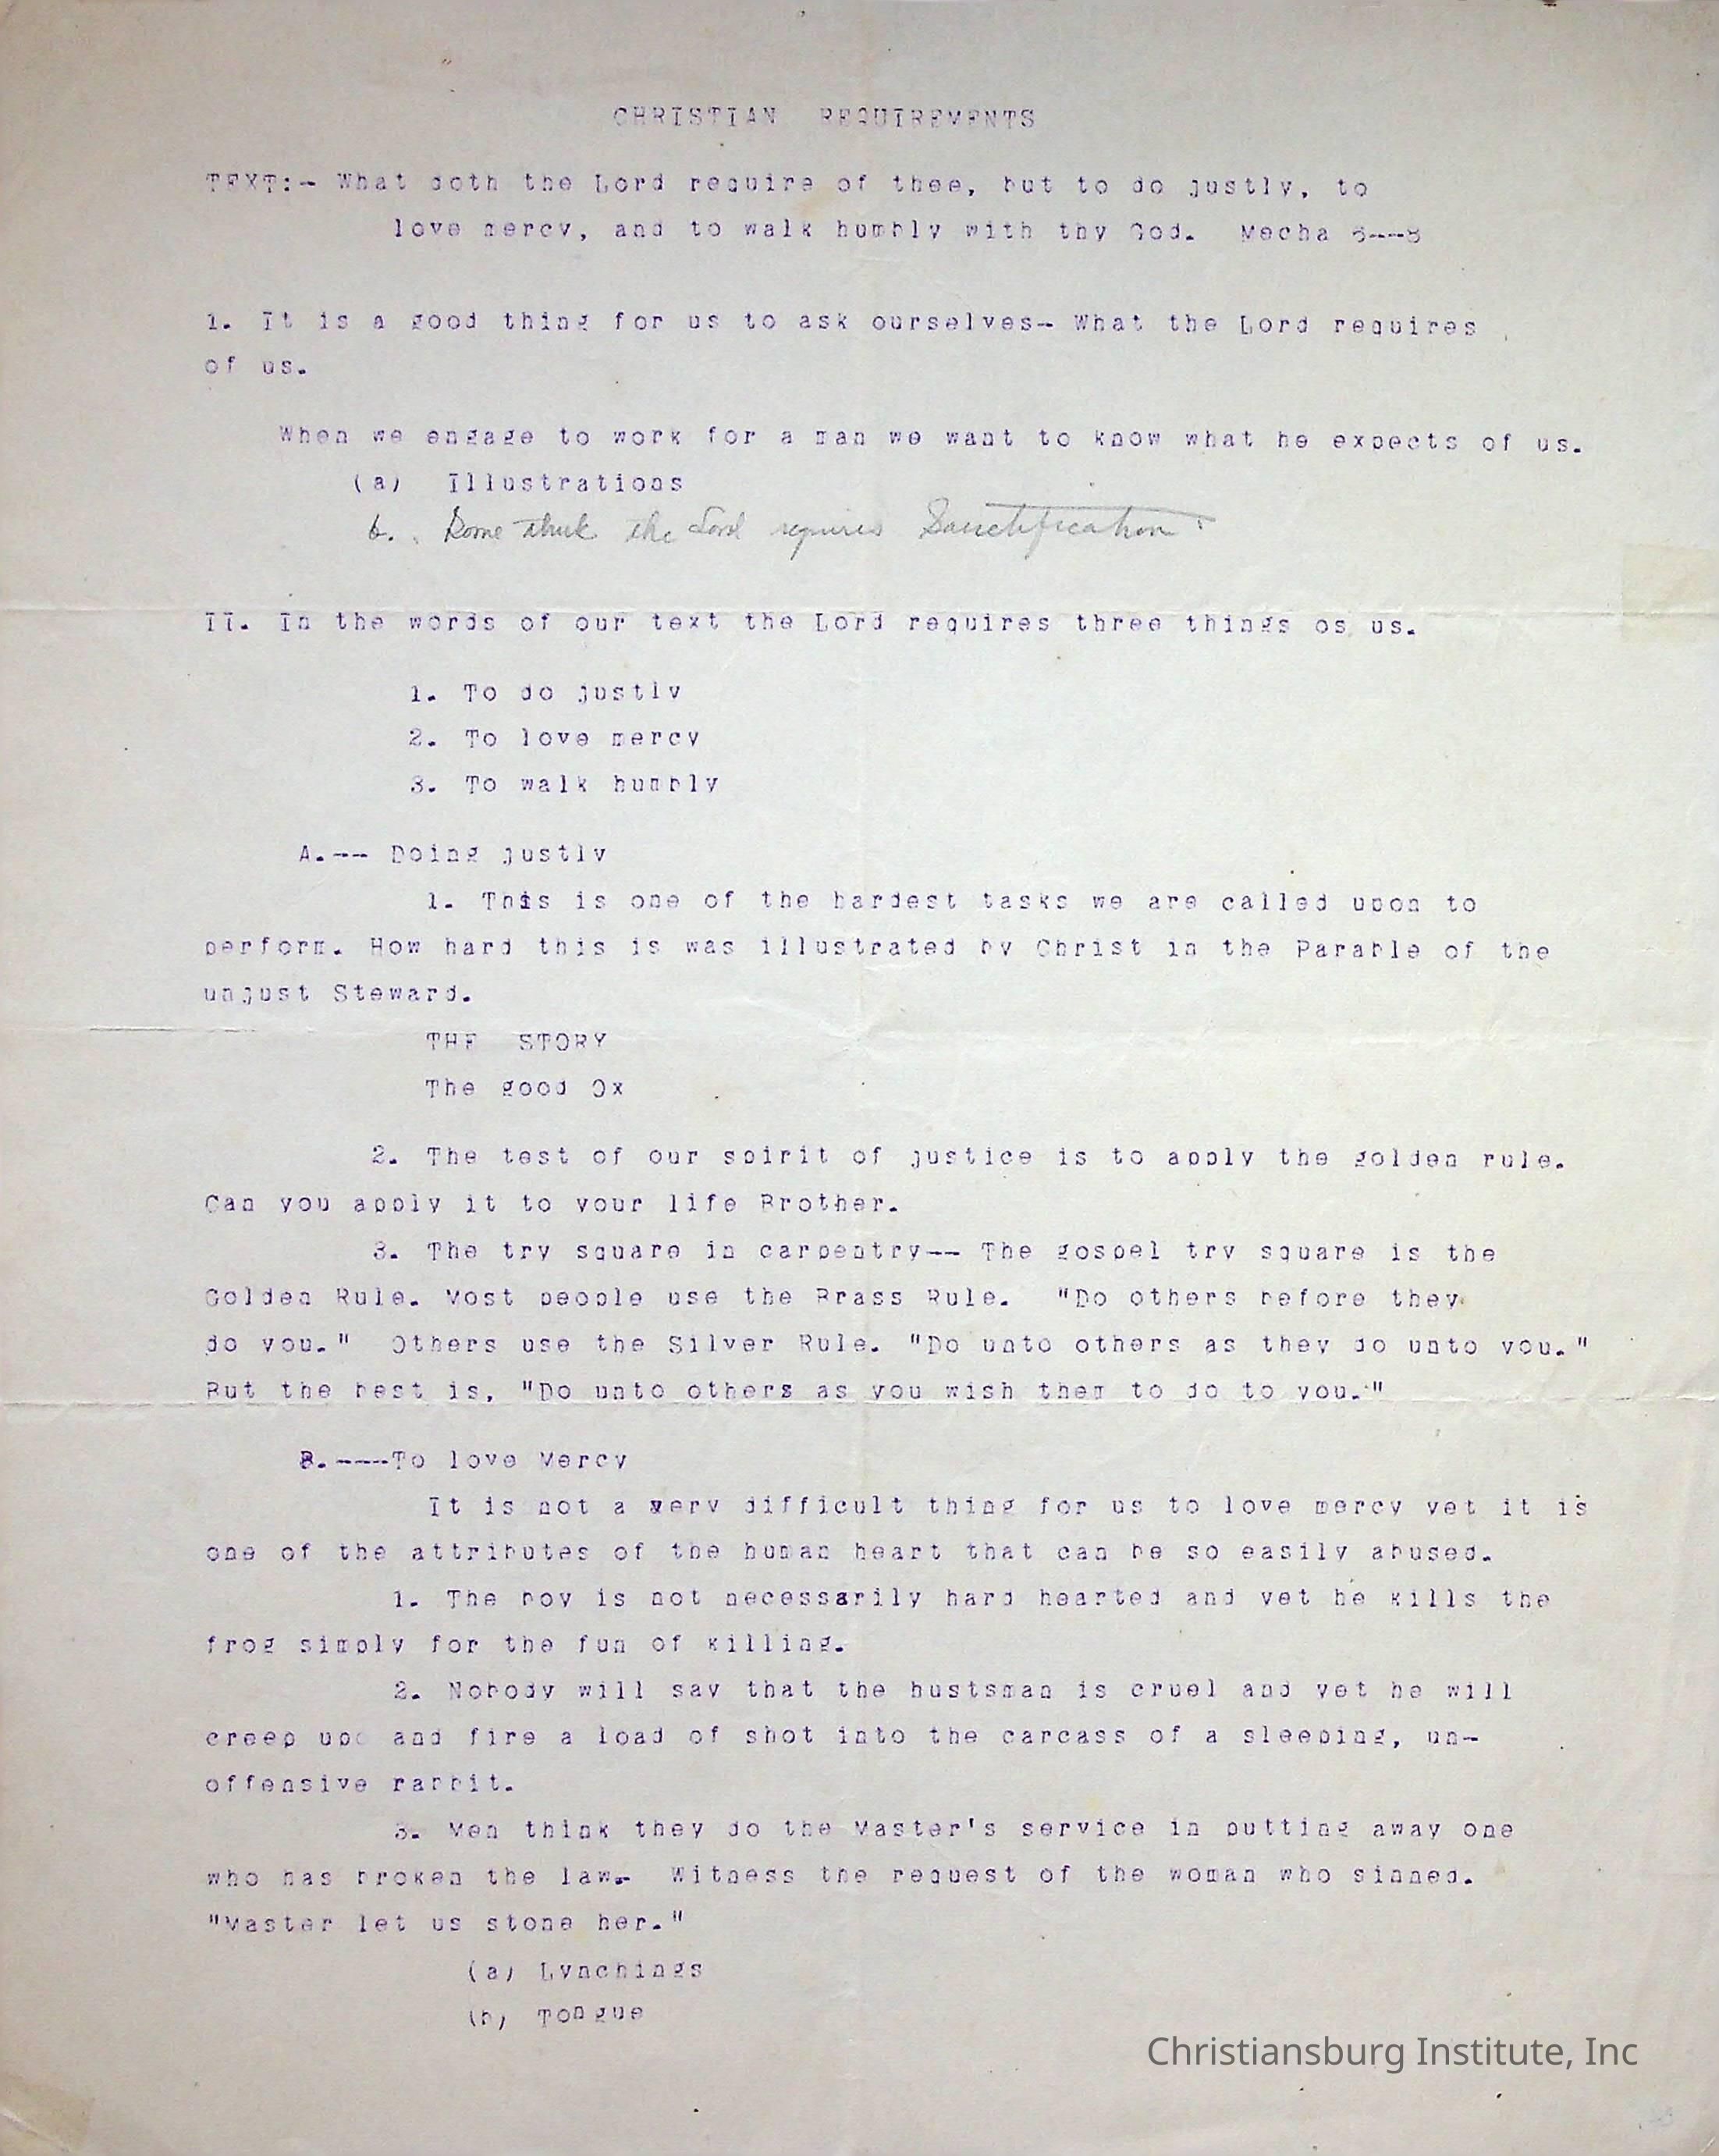 CHRISTIAN REQUIREMENTS
TEXT:- What doth the Lord require of thee, but to do justly, to
love mercy, and to walk humbly with thy God. Mecha 6---8
1. It is a good thing for us to ask ourselves- What the Lord requires
of us.
When we engage to work for a man we want to know what he expects of us.
(a) Illustrations
b. Some think the Lord requires Sanctification.
II. In the words of our text the Lord requires three things os us.
1. To do justly
2. To love mercy
3. To walk humbly
A.-- Doing justly
1. This is one of the hardest tasks we are called upon to
perform. How hard this is was illustrated by Christ in the Parable of the
unjust Steward.
THE STORY
The good Ox
2. The test of our spirit of justice is to apply the golden rule.
Can you apply it to your life Brother.
3. The try square in carpentry-- The gospel try square is the
Golden Rule. Most people use the Brass Rule. "Do others before they
do you." Others use the Silver Rule. "Do unto others as they do unto you."
But the best is, "Do unto others as you wish them to do to you."
B.----To love Mercy
It is not a very difficult thing for us to love mercy yet it is
one of the attributes of the human heart that can be so easily abused.
1. The boy is not necessarily hard hearted and yet he kills the
frog simply for the fun of killing.
2. Nobody will say that the hustsman is cruel and yet he will
creep up and fire a load of shot into the carcass of a sleeping, un-
offensive rabbit.
3. Men think they do the Master's service in putting away one
who has broken the law. Witness the request of the woman who sinned.
"Master let us stone her."
(a) Lynchings
(b) Tongue
Christiansburg Institute, Inc